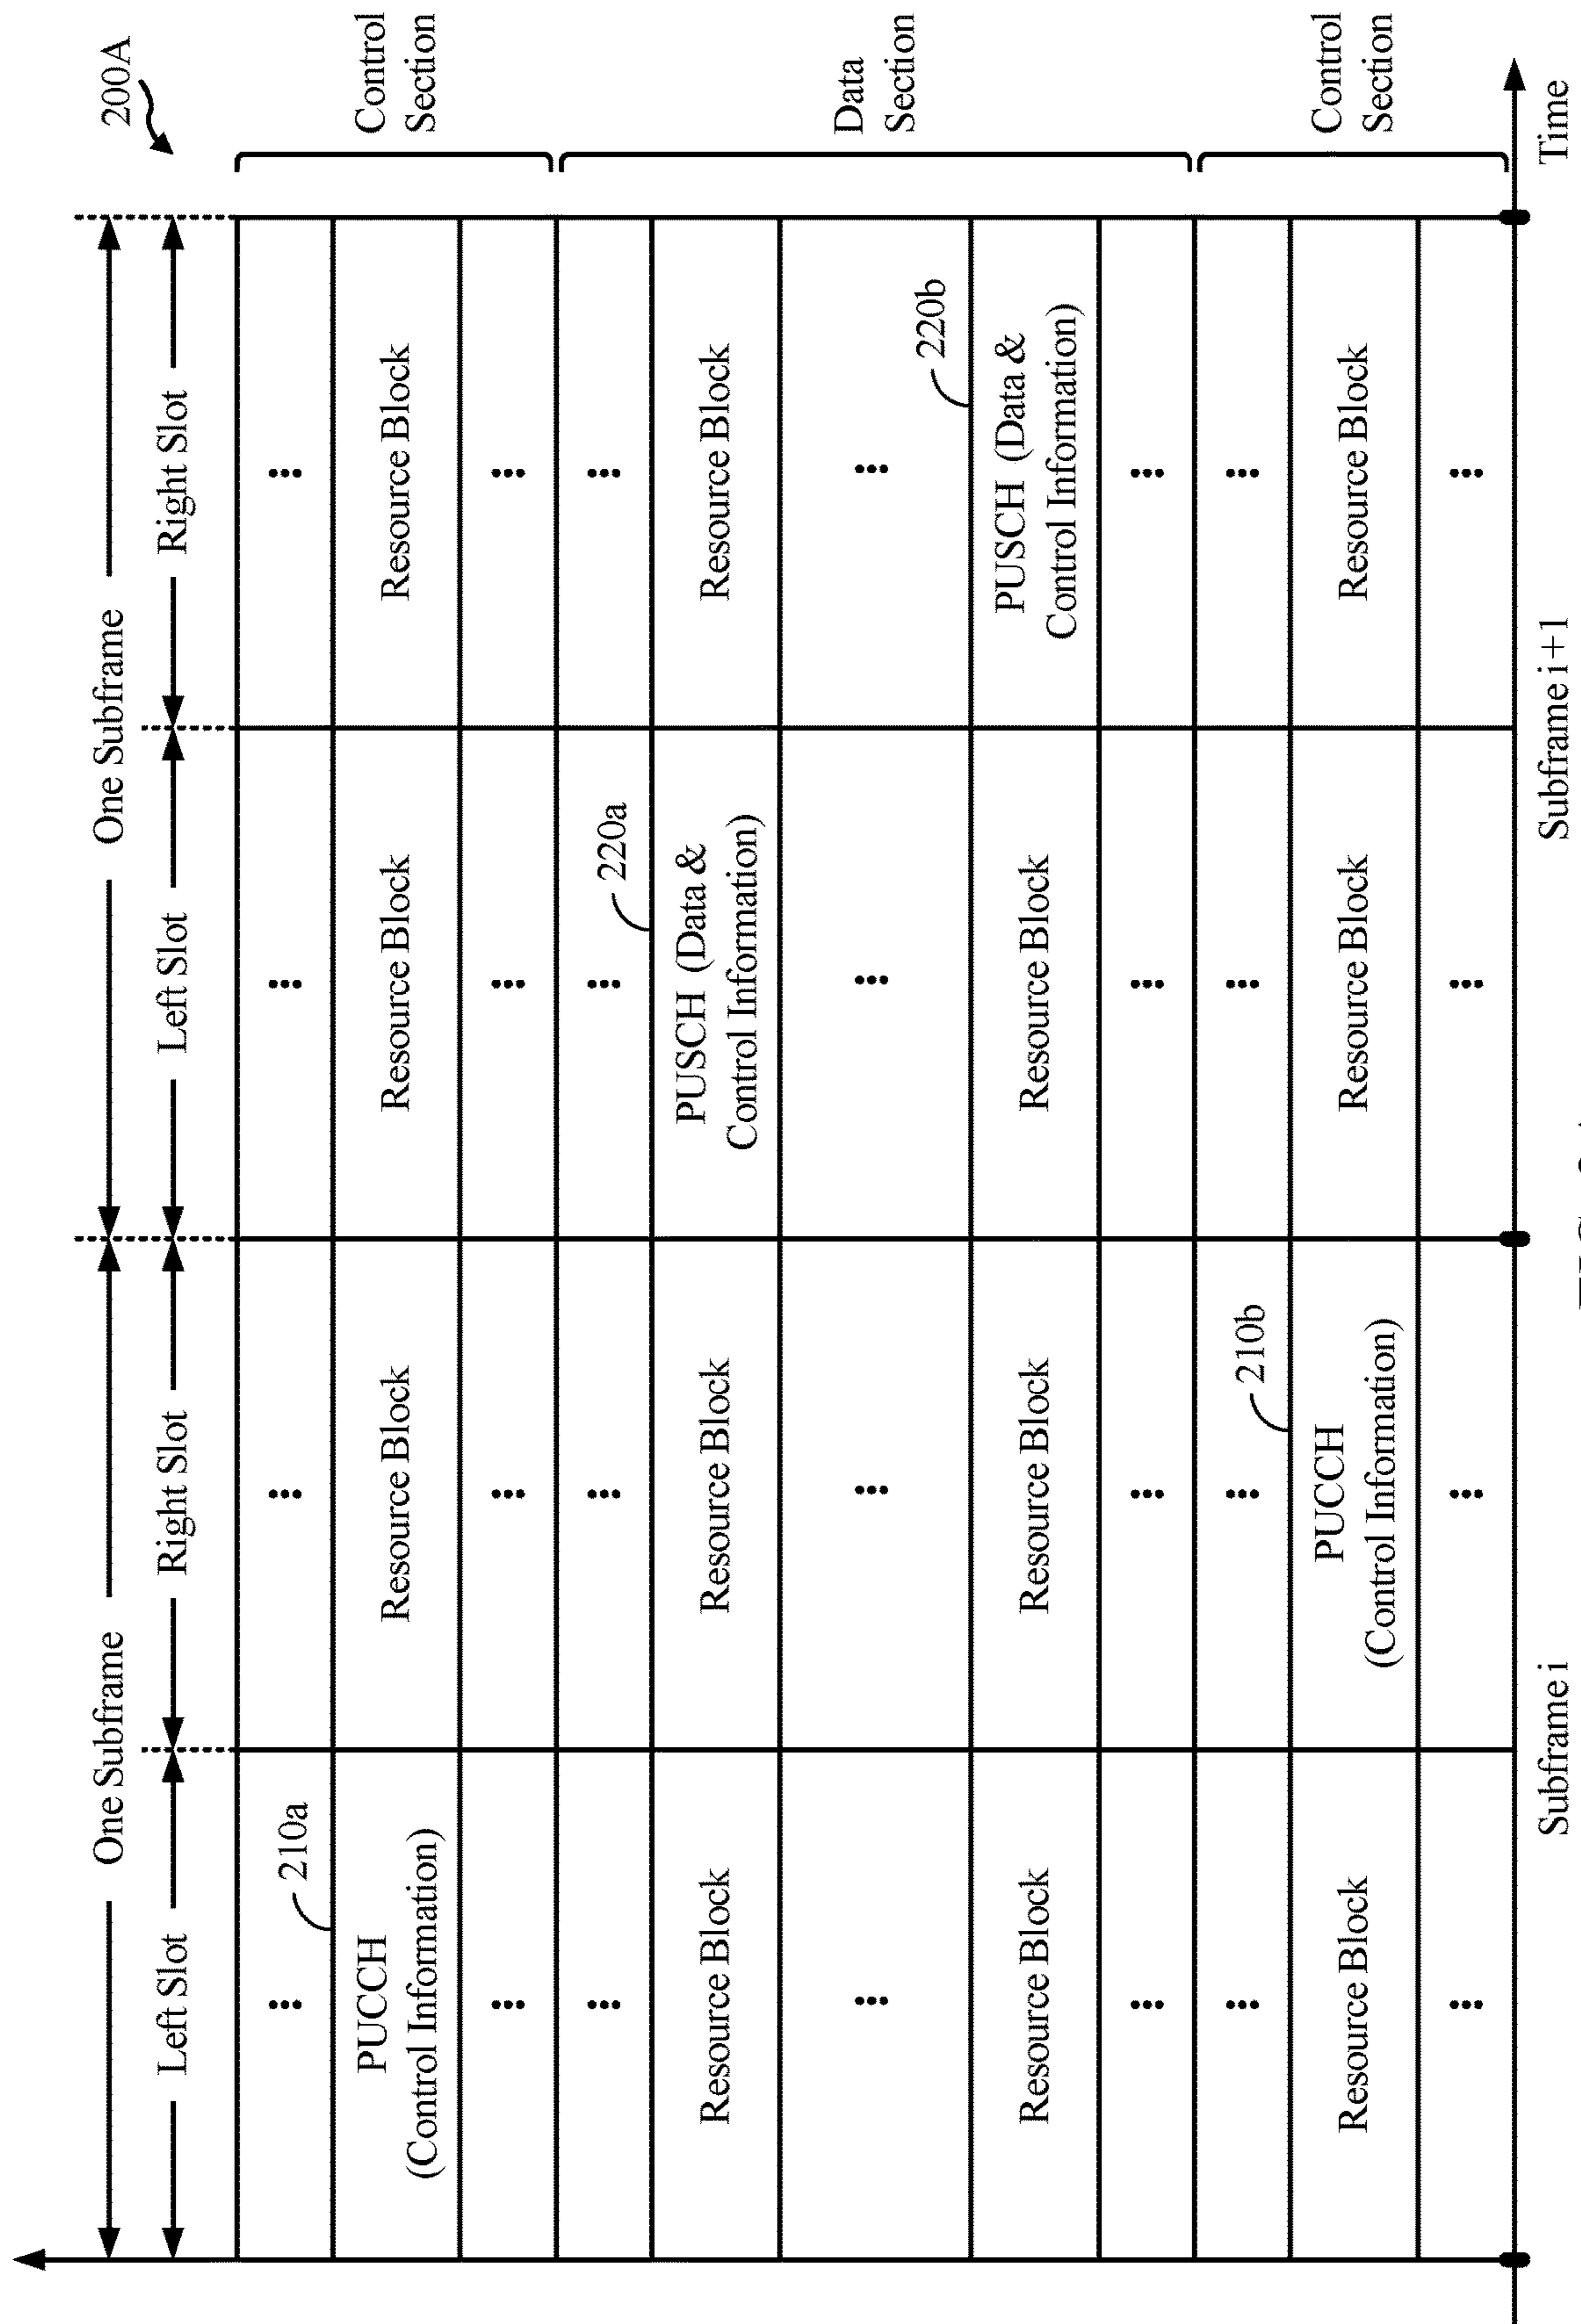 200A
One Subframe
One Subframe
Left Slot
Right Slot
Left Slot
Right Slot
210a
PUCCH
(Control Information)
Resource Block
Resource Block
Resource Block
Control
Section
220a
Resource Block
Resource Block
PUSCH (Data &
Control Information)
Resource Block
Data
Section
220b
Resource Block
Resource Block
Resource Block
PUSCH (Data &
Control Information)
210b
Resource Block
PUCCH
(Control Information)
Resource Block
Resource Block
Control
Section
Subframe i
Subframe i+1
Time